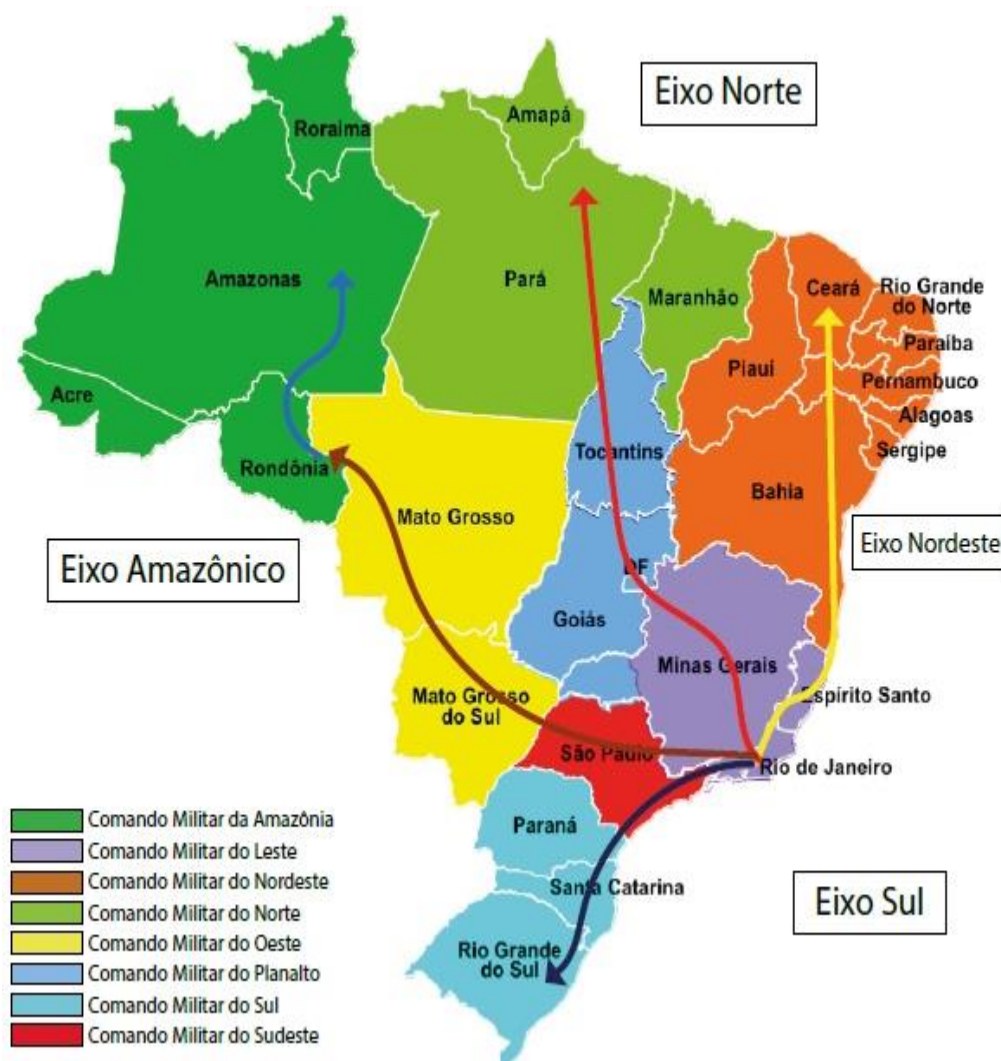 Eixo Norte
Amapá
Roraima
Amazonas
Pará
Maranhão
Ceará
Rio Grande
do Norte
Paraíba
Piauí
Pernambuco
Acre
Alagoas
Sergipe
Rondônia
Tocantins
Bahia
Mato Grosso
Eixo Nordeste
Eixo Amazônico
DF
Goiás
Minas Gerais
Espírito Santo
Mato Grosso
do Sul
São Paulo
Rio de Janeiro
Paraná
Santa Catarina
Eixo Sul
Rio Grande
do Sul
Comando Militar da Amazônia
Comando Militar do Leste
Comando Militar do Nordeste
Comando Militar do Norte
Comando Militar do Oeste
Comando Militar do Planalto
Comando Militar do Sul
Comando Militar do Sudeste